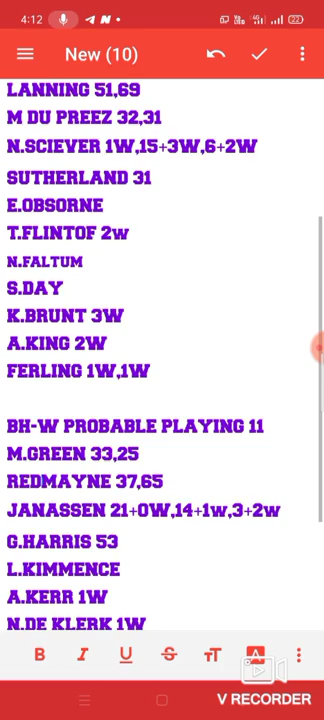 4:12
22
New (10)
LANNING 51,69
M DU PREEZ 32,31
N.SCIEVER 1W,15+3W,6+2W
SUTHERLAND 31
E.OBSORNE
T.FLINTOF 2w
N.FALTUM
S.DAY
K.BRUNT 3W
A.KING 2W
FERLING 1W,1W
BH-W PROBABLE PLAYING 11
M.GREEN 33,25
REDMAYNE 37,65
JANASSEN 21+0W,14+1w,3+2w
G.HARRIS 53
L.KIMMENCE
A.KERR 1W
N.DE KLERK 1W
B I U S TT A
V RECORDER